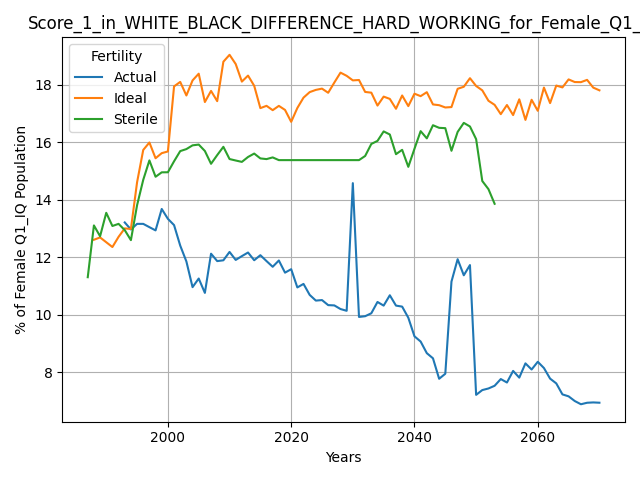 Score_1_in_WHITE_BLACK_DIFFERENCE_HARD_WORKING_for_Female_Q1_
Fertility
Actual
Ideal
Sterile
% of Female Q1_IQ Population
18
16
14
12
10
8
2000
2020
2040
2060
Years